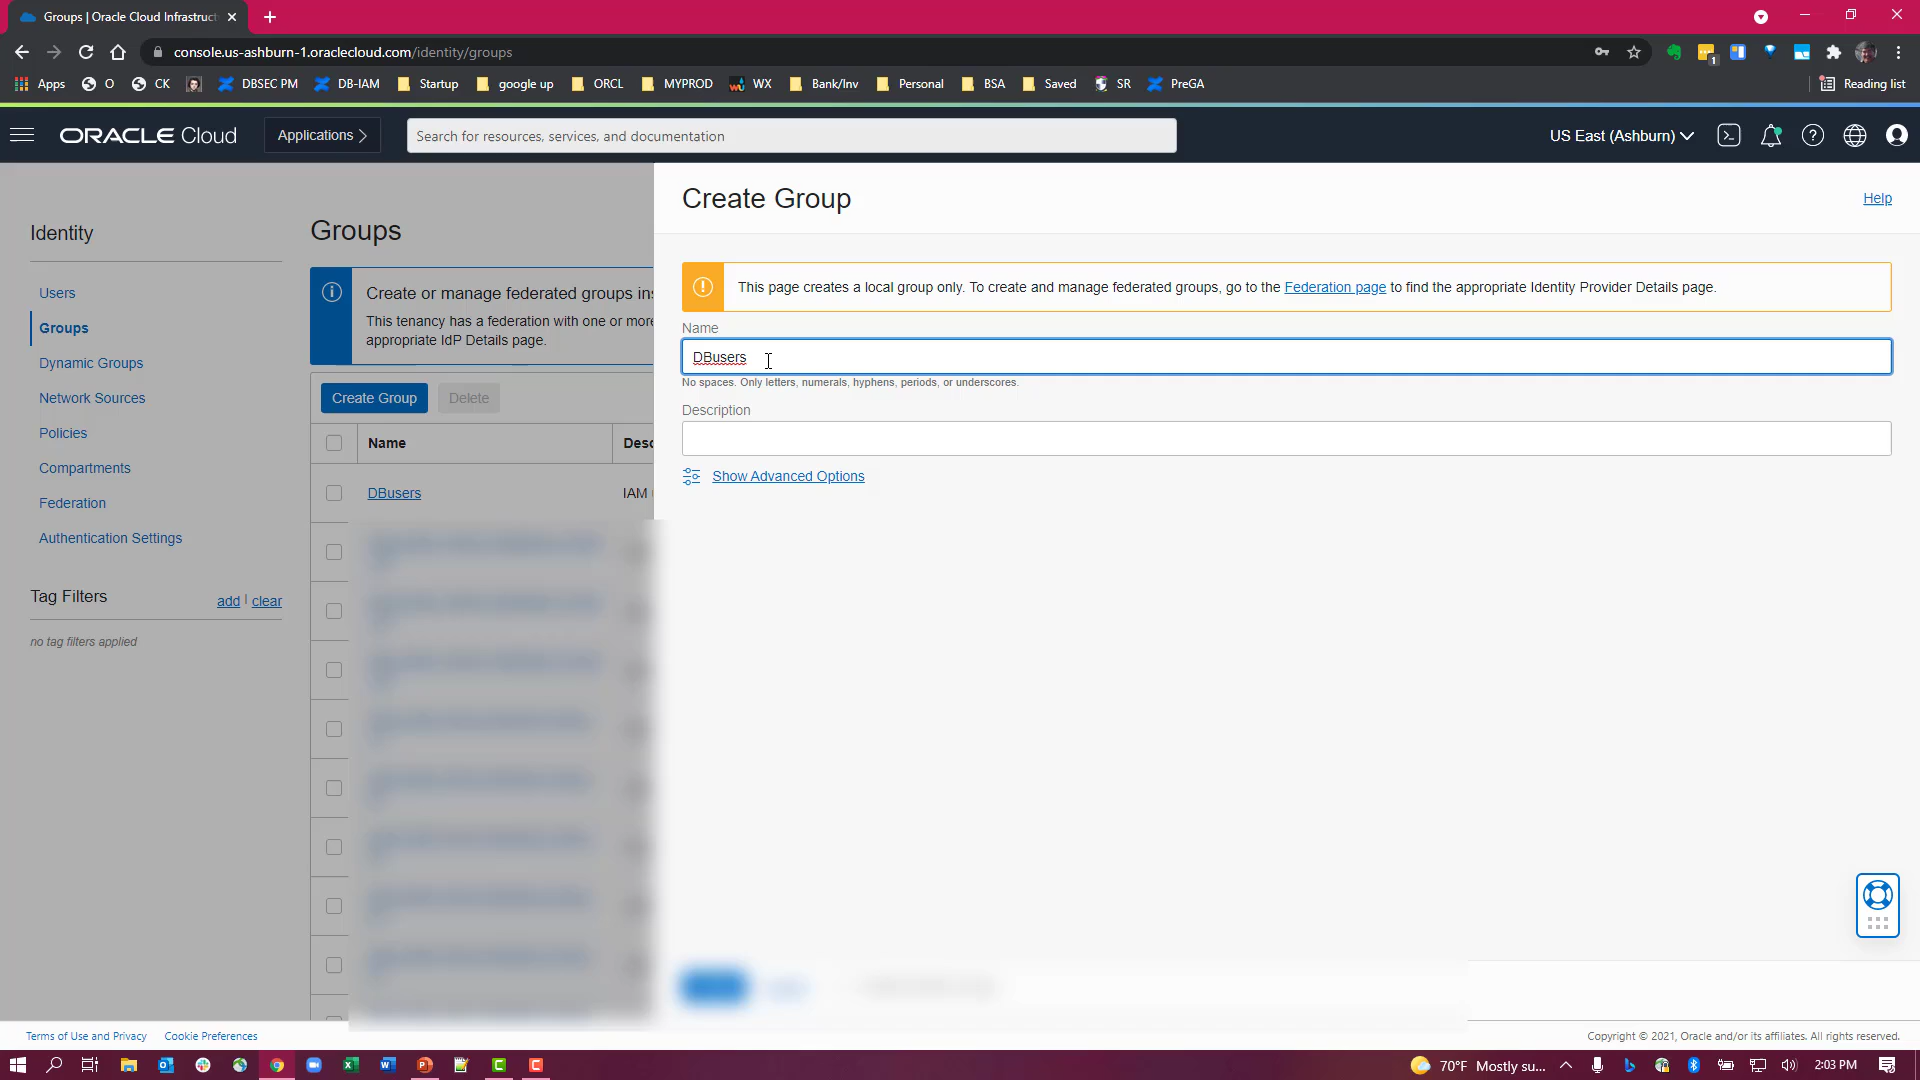 Groups | Oracle Cloud Infrastruct
console.us-ashburn-1.oraclecloud.com/identity/groups
1
Apps O CK DBSEC PM DB-IAM Startup google up ORCL MYPROD WX Bank/Inv Personal BSA Saved SR PreGA Reading list
ORACLE Cloud
Applications
Search for resources, services, and documentation
US East (Ashburn)
Identity
Users
Groups
Dynamic Groups
Network Sources
Policies
Compartments
Federation
Authentication Settings
Tag Filters
add | clear
no tag filters applied
Groups
Create or manage federated groups in
This tenancy has a federation with one or more
appropriate IdP Details page.
Create Group
Delete
Name
Desc
DBusers
IAM
Create Group
Help
This page creates a local group only. To create and manage federated groups, go to the Federation page to find the appropriate Identity Provider Details page.
Name
DBusers
No spaces. Only letters, numerals, hyphens, periods, or underscores.
Description
Show Advanced Options
Terms of Use and Privacy Cookie Preferences
Copyright © 2021, Oracle and/or its affiliates. All rights reserved.
70°F Mostly su...
2:03 PM